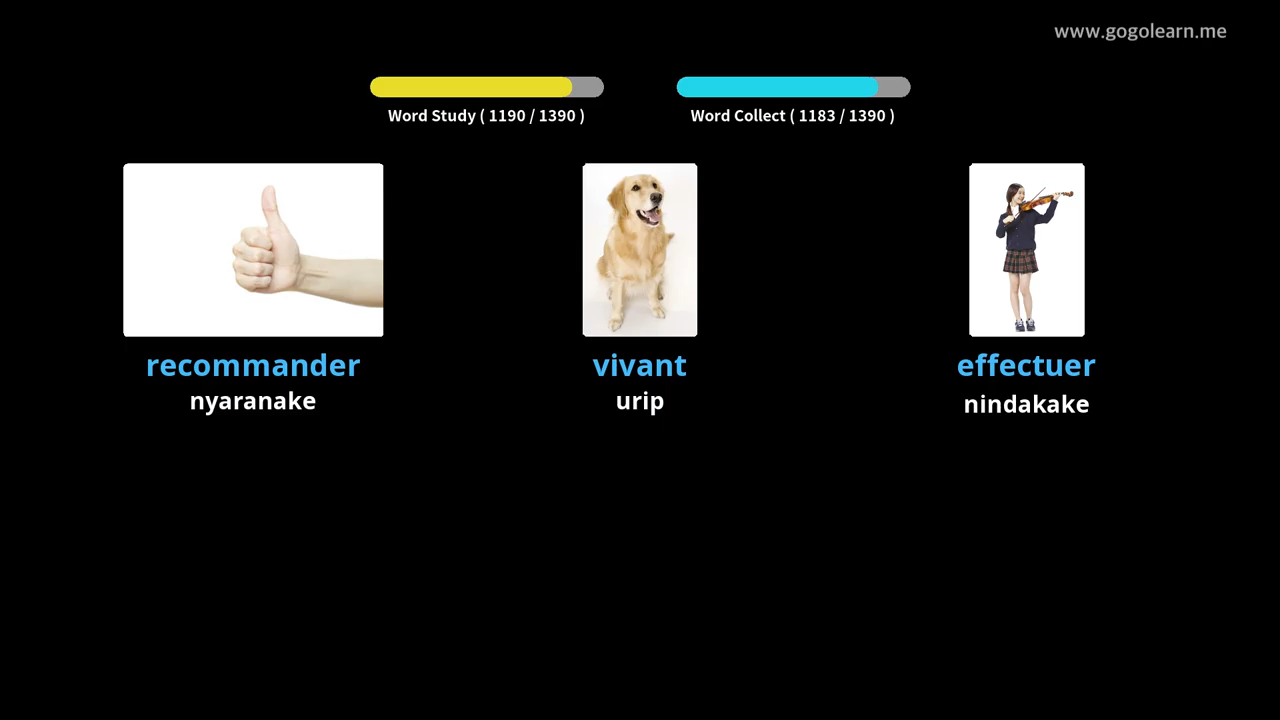 www.gogolearn.me
Word Study ( 1190 / 1390 )
Word Collect ( 1183 / 1390 )
recommander
nyaranake
vivant
urip
effectuer
nindakake